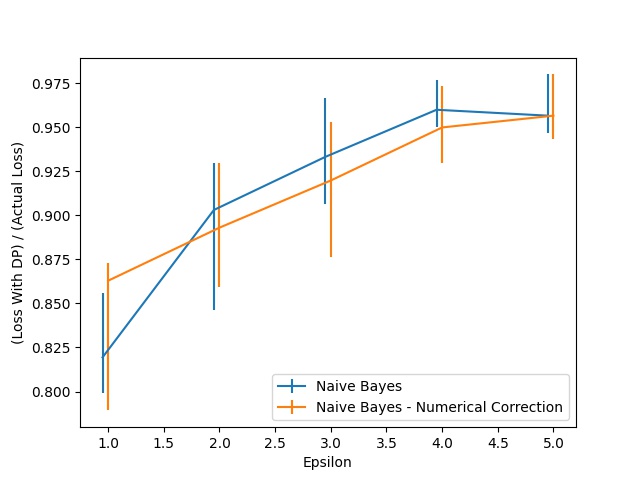 0.975
0.950
0.925
0.900
0.875
0.850
0.825
0.800
(Loss With DP) / (Actual Loss)
Naive Bayes
Naive Bayes - Numerical Correction
1.0 1.5 2.0 2.5 3.0 3.5 4.0 4.5 5.0
Epsilon